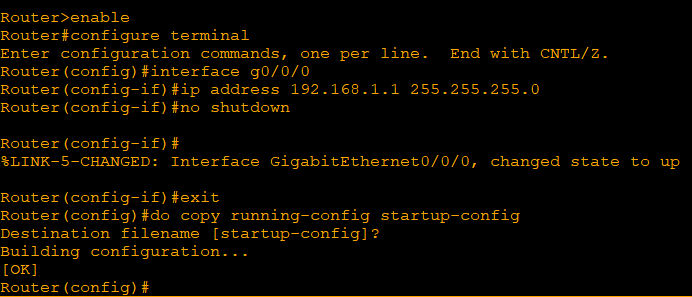 Router>enable
Router#configure terminal
Enter configuration commands, one per line.  End with CNTL/Z.
Router(config)#interface g0/0/0
Router(config-if)#ip address 192.168.1.1 255.255.255.0
Router(config-if)#no shutdown
Router(config-if)#
%LINK-5-CHANGED: Interface GigabitEthernet0/0/0, changed state to up
Router(config-if)#exit
Router(config)#do copy running-config startup-config
Destination filename [startup-config]?
Building configuration...
[OK]
Router(config)#